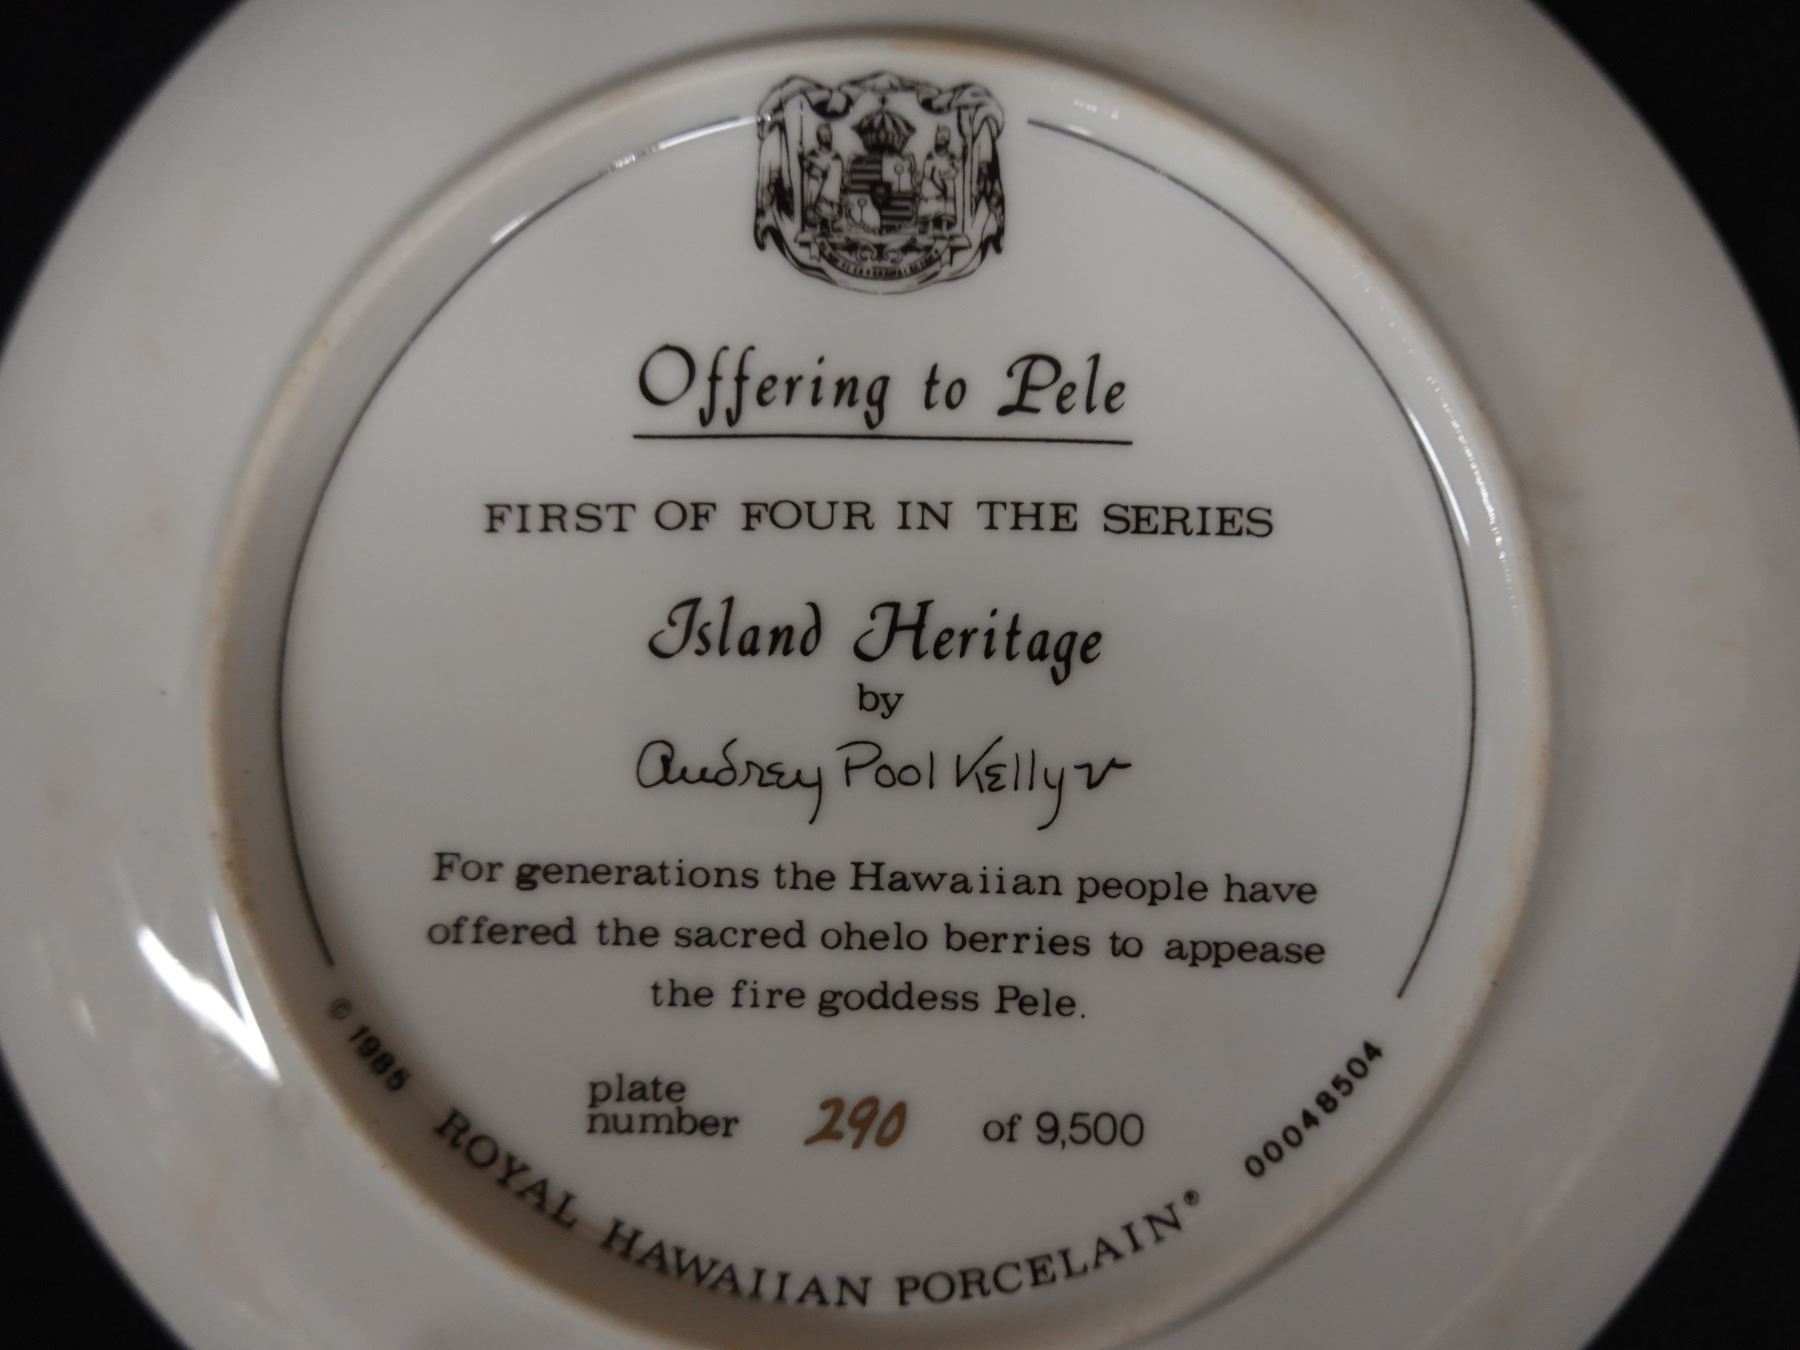 Offering to Pele
FIRST OF FOUR IN THE SERIES
Island Heritage
by
Audrey Pool Kelly
For generations the Hawaiian people have
offered the sacred ohelo berries to appease
the fire goddess Pele.
plate
number 290 of 9,500
© 1985 ROYAL HAWAIIAN PORCELAIN® 00048504